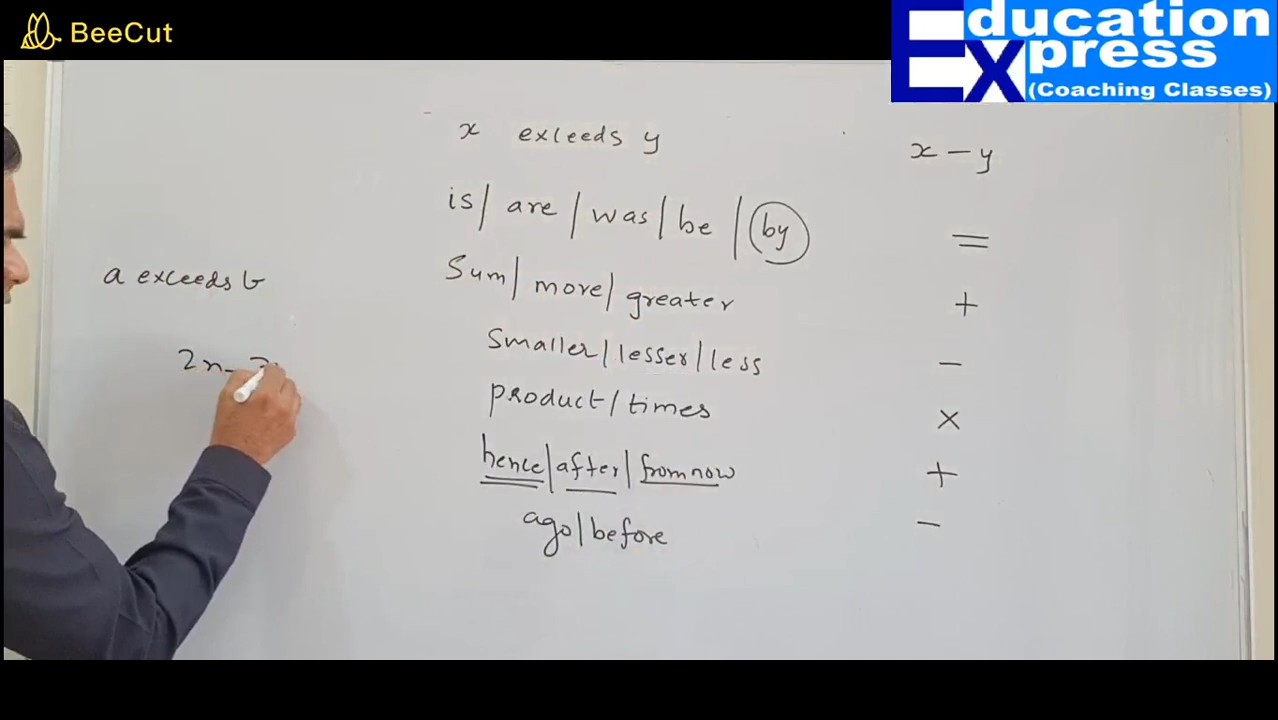 BeeCut
Education
Express
(Coaching Classes)
x exceeds y x - y
is/ are / was / be / by =
Sum/ more/ greater +
Smaller/ lesser/ less -
product / times ×
hence/ after/ from now +
ago/ before -
a exceeds b
2x -